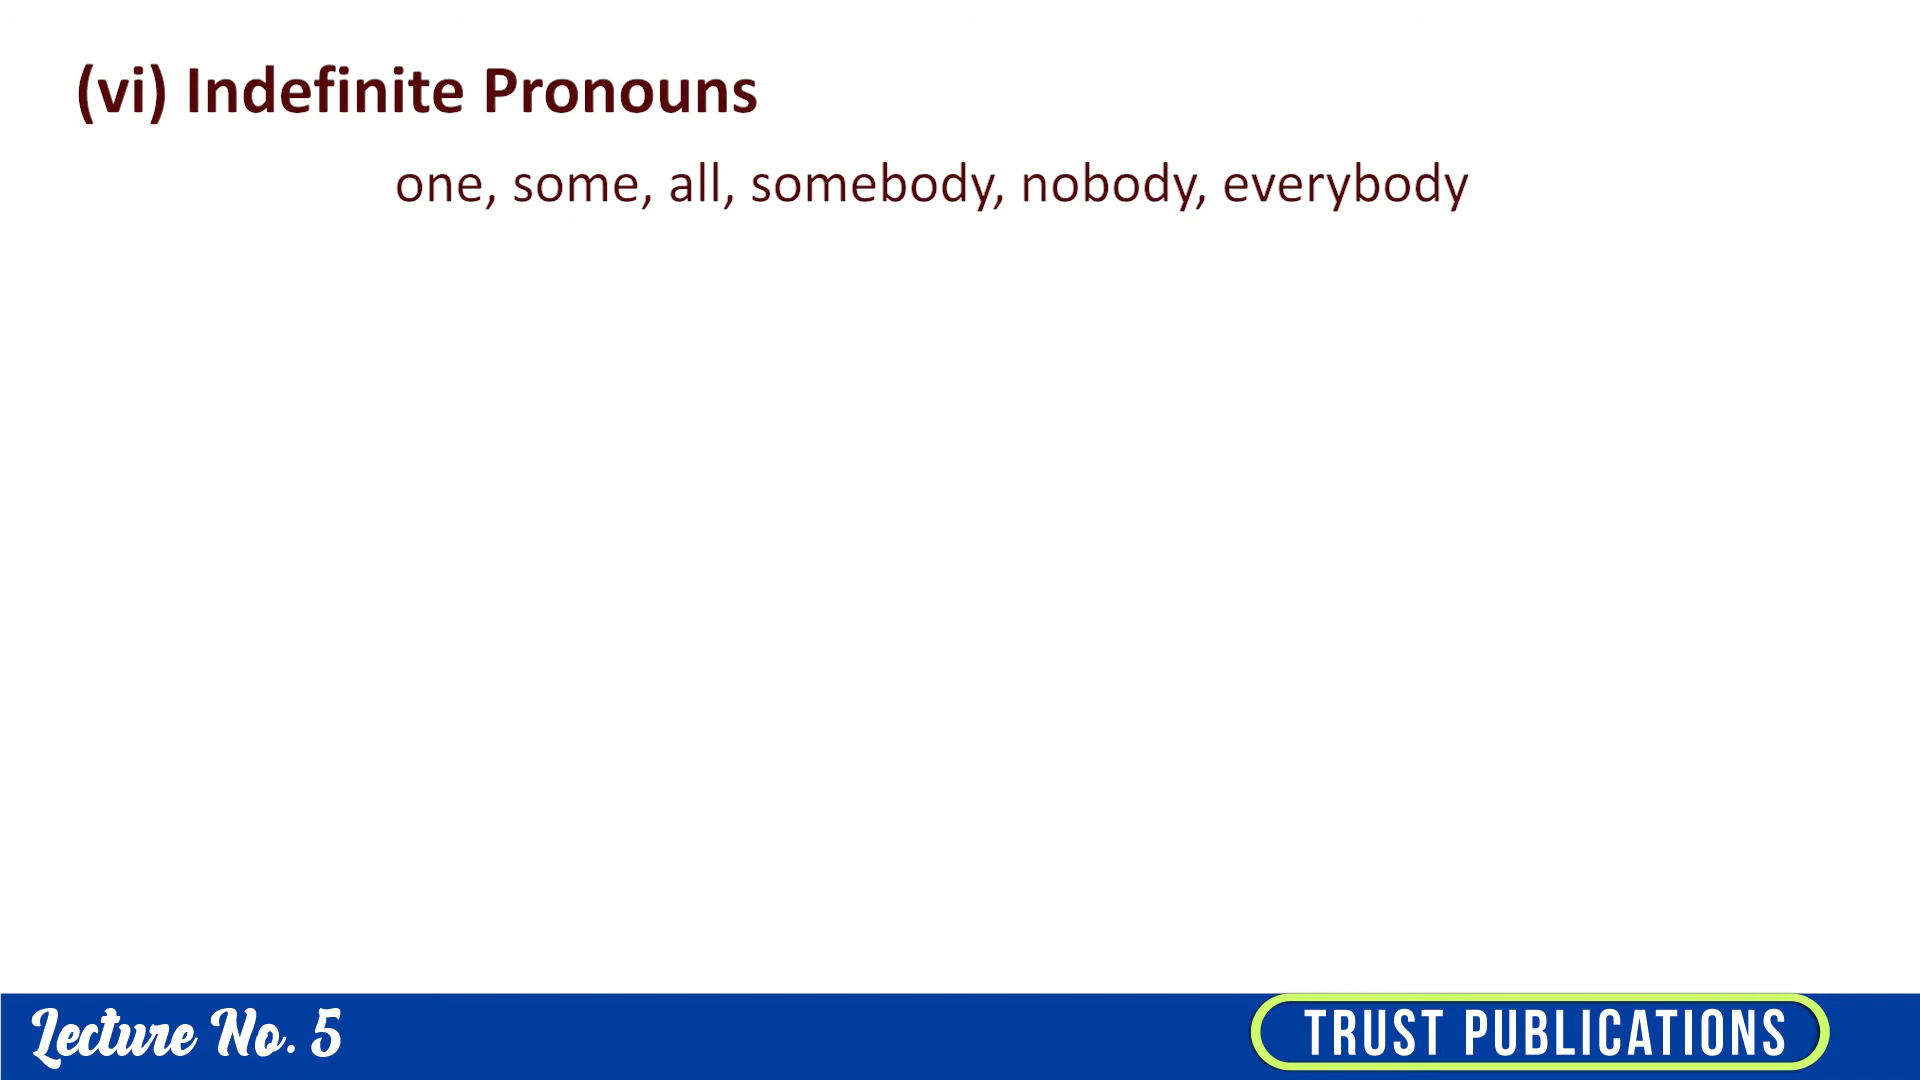 (vi) Indefinite Pronouns
one, some, all, somebody, nobody, everybody
Lecture No. 5
TRUST PUBLICATIONS